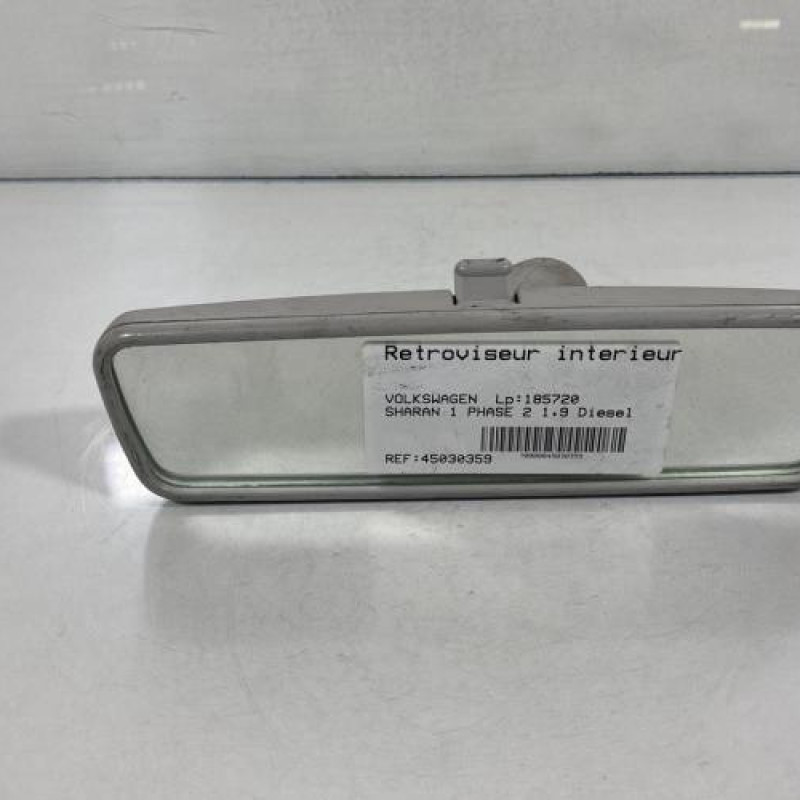 Retroviseur interieur
VOLKSWAGEN Lp:185720
SHARAN 1 PHASE 2 1.9 Diesel
REF:45030359